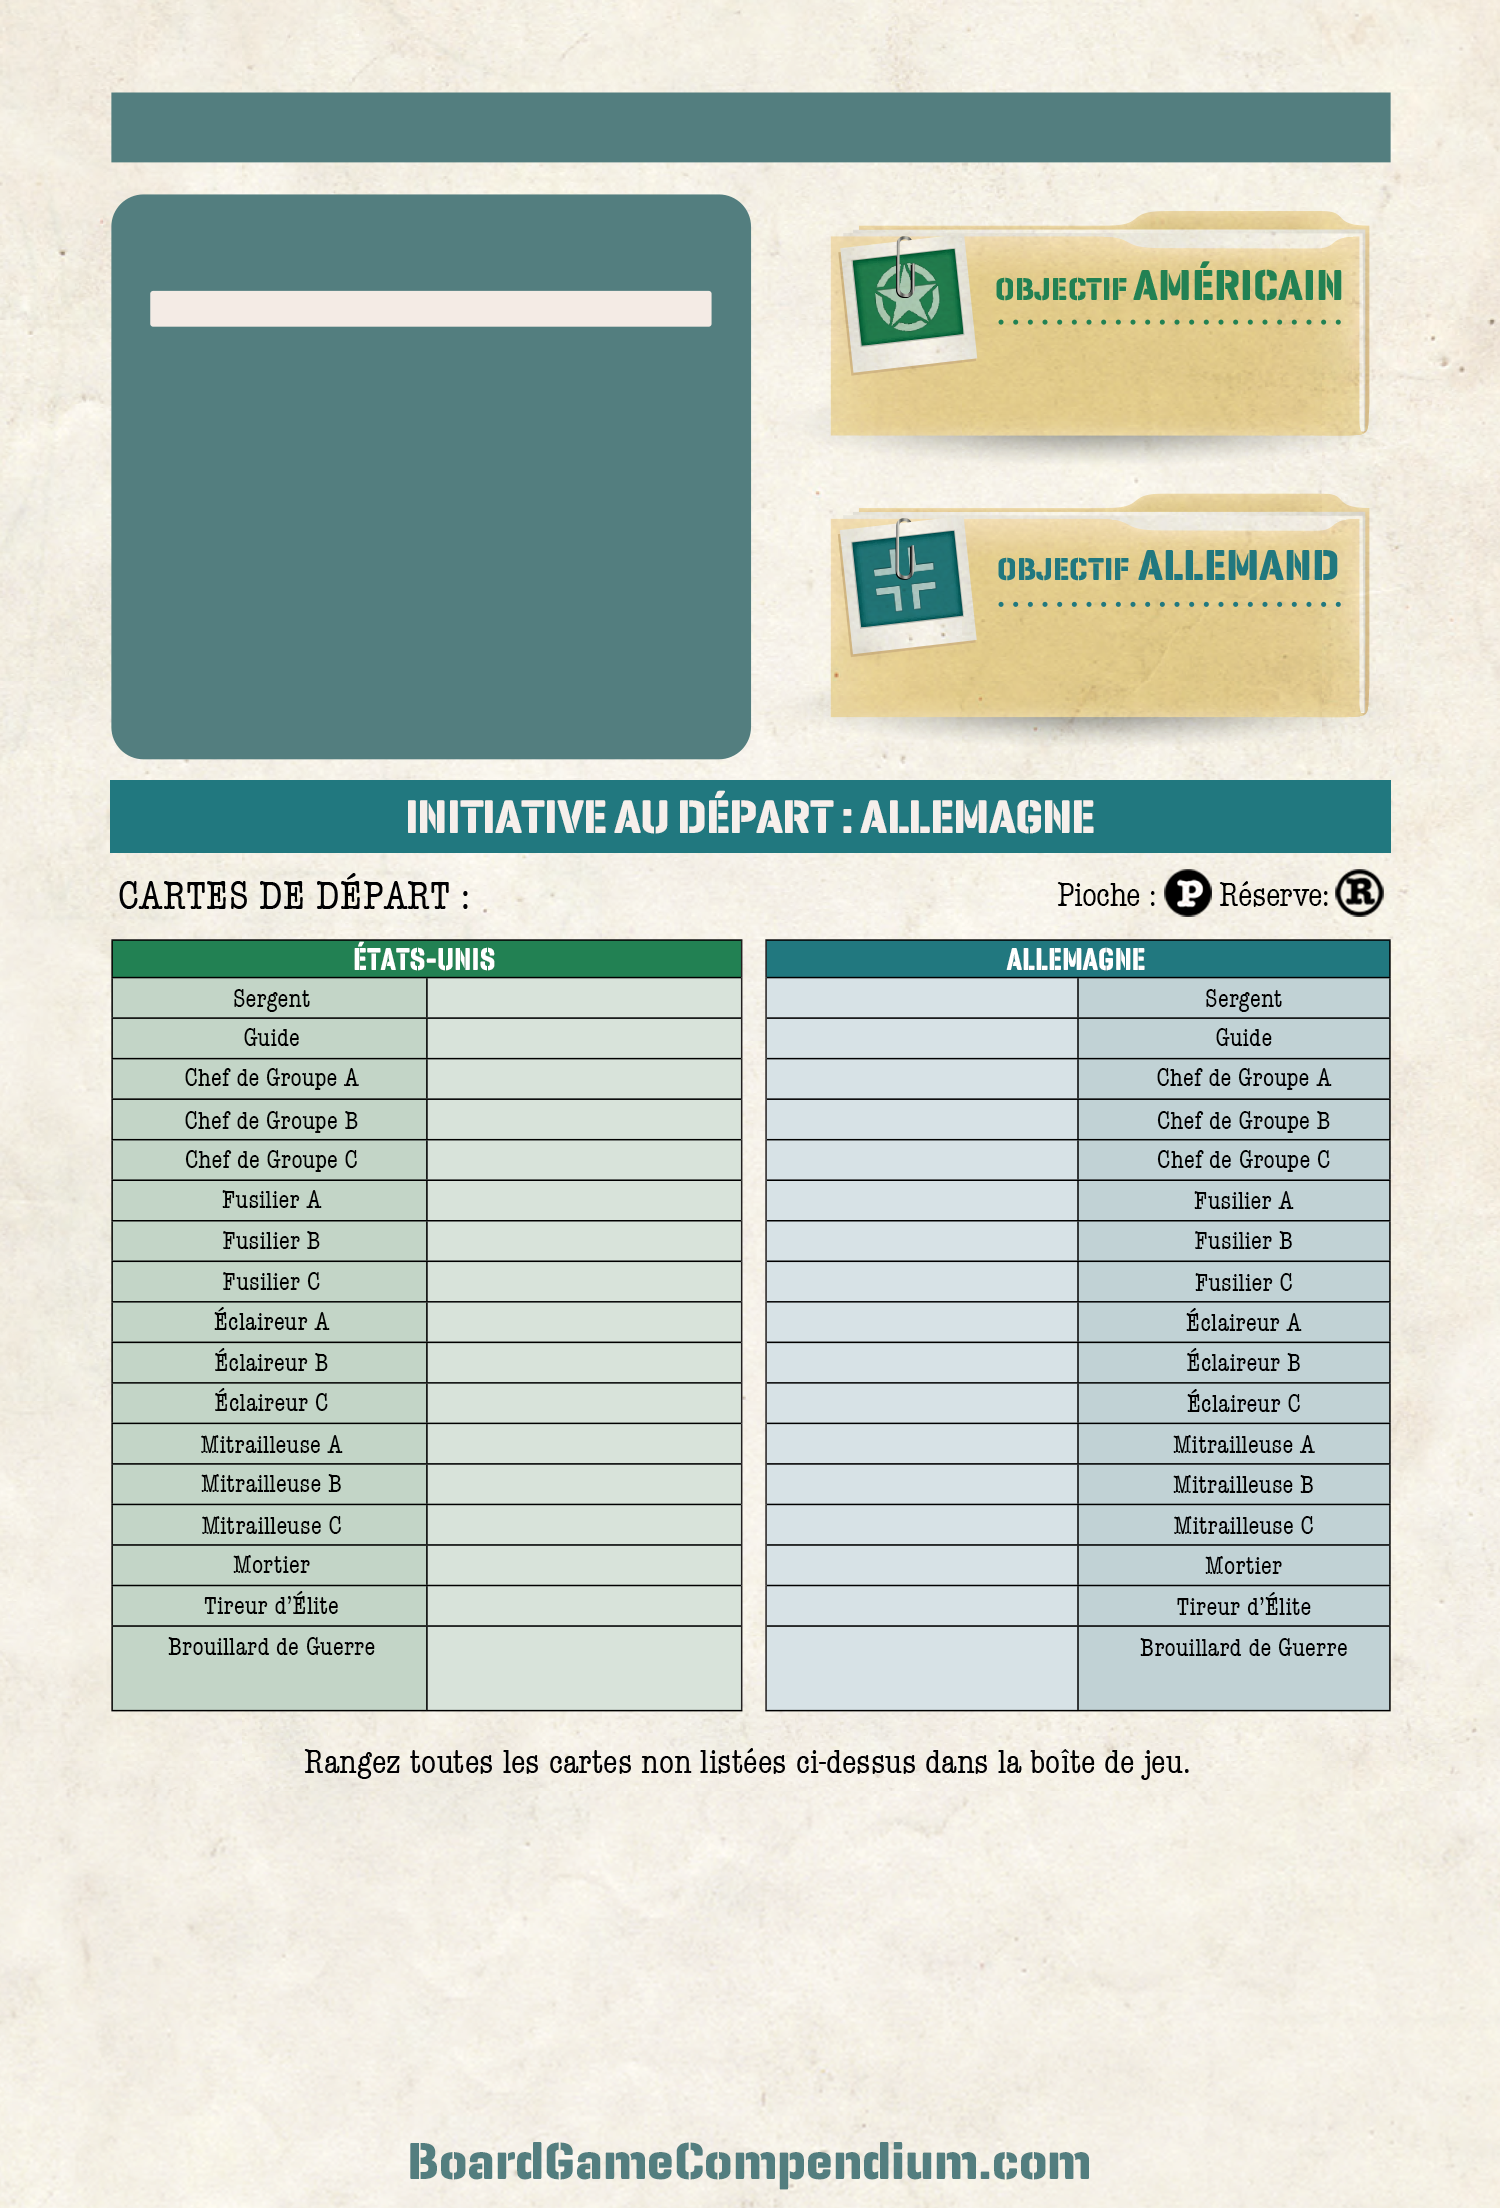 OBJECTIF AMÉRICAIN
OBJECTIF ALLEMAND
INITIATIVE AU DÉPART : ALLEMAGNE
CARTES DE DÉPART :
Pioche : P Réserve: R
ÉTATS-UNIS
Sergent
Guide
Chef de Groupe A
Chef de Groupe B
Chef de Groupe C
Fusilier A
Fusilier B
Fusilier C
Éclaireur A
Éclaireur B
Éclaireur C
Mitrailleuse A
Mitrailleuse B
Mitrailleuse C
Mortier
Tireur d’Élite
Brouillard de Guerre
ALLEMAGNE
Sergent
Guide
Chef de Groupe A
Chef de Groupe B
Chef de Groupe C
Fusilier A
Fusilier B
Fusilier C
Éclaireur A
Éclaireur B
Éclaireur C
Mitrailleuse A
Mitrailleuse B
Mitrailleuse C
Mortier
Tireur d’Élite
Brouillard de Guerre
Rangez toutes les cartes non listées ci-dessus dans la boîte de jeu.
BoardGameCompendium.com